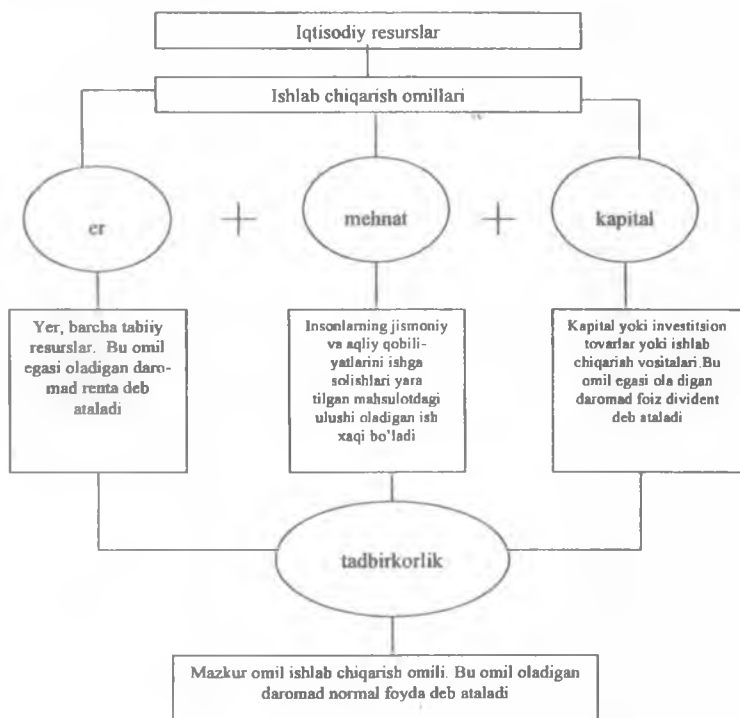 Iqtisodiy resurslar
Ishlab chiqarish omillari
er
mehnat
kapital
Yer, barcha tabiiy
resurslar. Bu omil
egasi oladigan daro-
mad renta deb
ataladi
Insonlarning jismoniy
va aqliy qobili-
yatlarini ishga
solishlari yara
tilgan mahsulotdagi
ulushi oladigan ish
xaqi bo'ladi
Kapital yoki investitsion
tovarlar yoki ishlab
chiqarish vositalari.Bu
omil egasi ola digan
daromad foiz divident
deb ataladi
tadbirkorlik
Mazkur omil ishlab chiqarish omili. Bu omil oladigan
daromad normal foyda deb ataladi